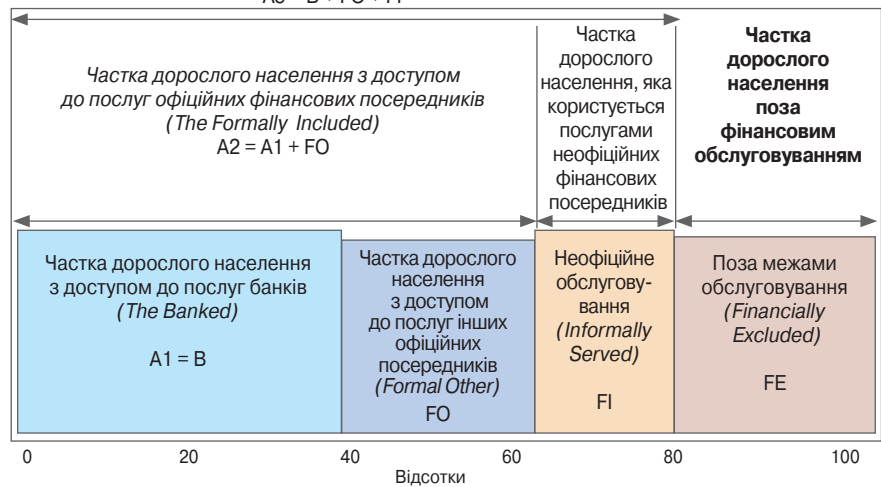 Частка дорослого населення з доступом
до послуг офіційних фінансових посередників
(The Formally Included)
A2 = A1 + FO
Частка
дорослого
населення, яка
користується
послугами
неофіційних
фінансових
посередників
Частка
дорослого
населення
поза
фінансовим
обслуговуванням
Частка дорослого населення
з доступом до послуг банків
(The Banked)
A1 = B
Частка дорослого
населення
з доступом
до послуг інших
офіційних
посередників
(Formal Other)
FO
Неофіційне
обслугову-
вання
(Informally
Served)
FI
Поза межами
обслуговування
(Financially
Excluded)
FE
0 20 40 60 80 100
Відсотки